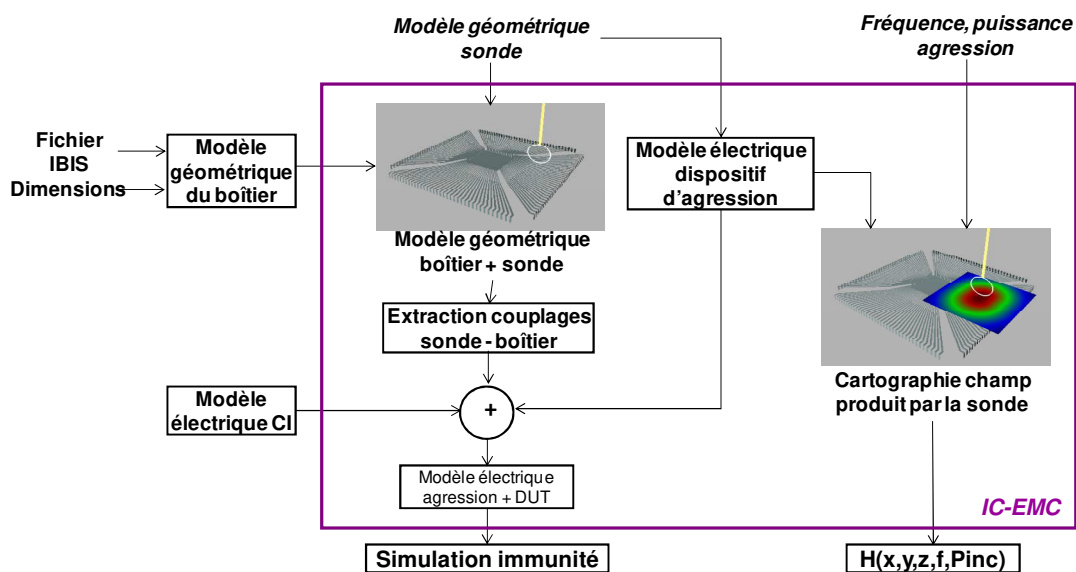 Modèle géométrique
sonde
Fréquence, puissance
agression
Fichier
IBIS
Dimensions
Modèle
géométrique
du boîtier
Modèle électrique
dispositif
d'agression
Modèle géométrique
boîtier + sonde
Extraction couplages
sonde - boîtier
Cartographie champ
produit par la sonde
Modèle
électrique CI
+
Modèle électrique
agression + DUT
IC-EMC
Simulation immunité
H(x,y,z,f,Pinc)